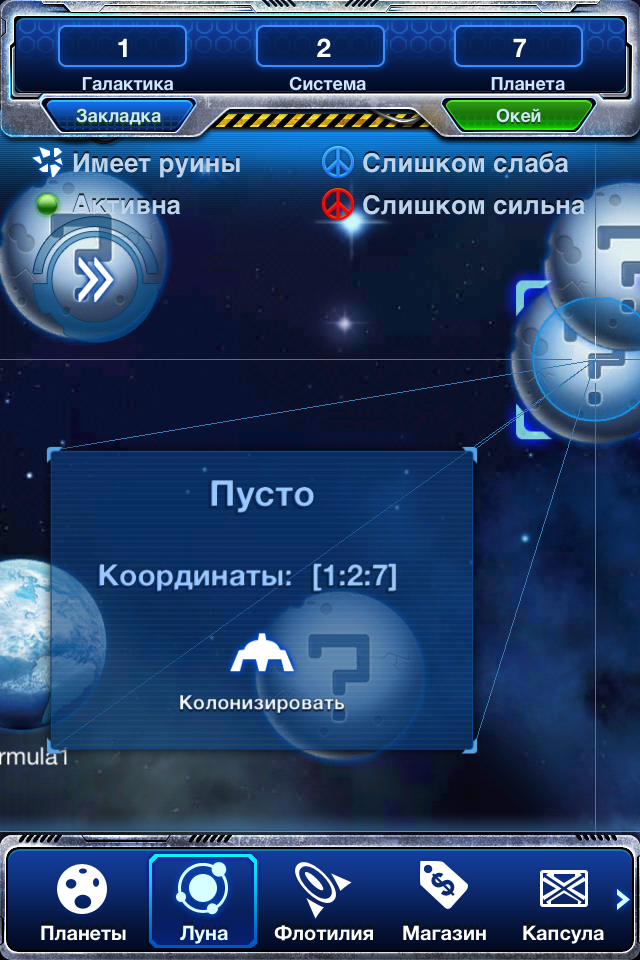 1 2 7
Галактика Система Планета
Закладка Окей
Имеет руины Слишком слаба
Активна Слишком сильна
Пусто
Координаты: [1:2:7]
Колонизировать
rmula1
Планеты Луна Флотилия Магазин Капсула